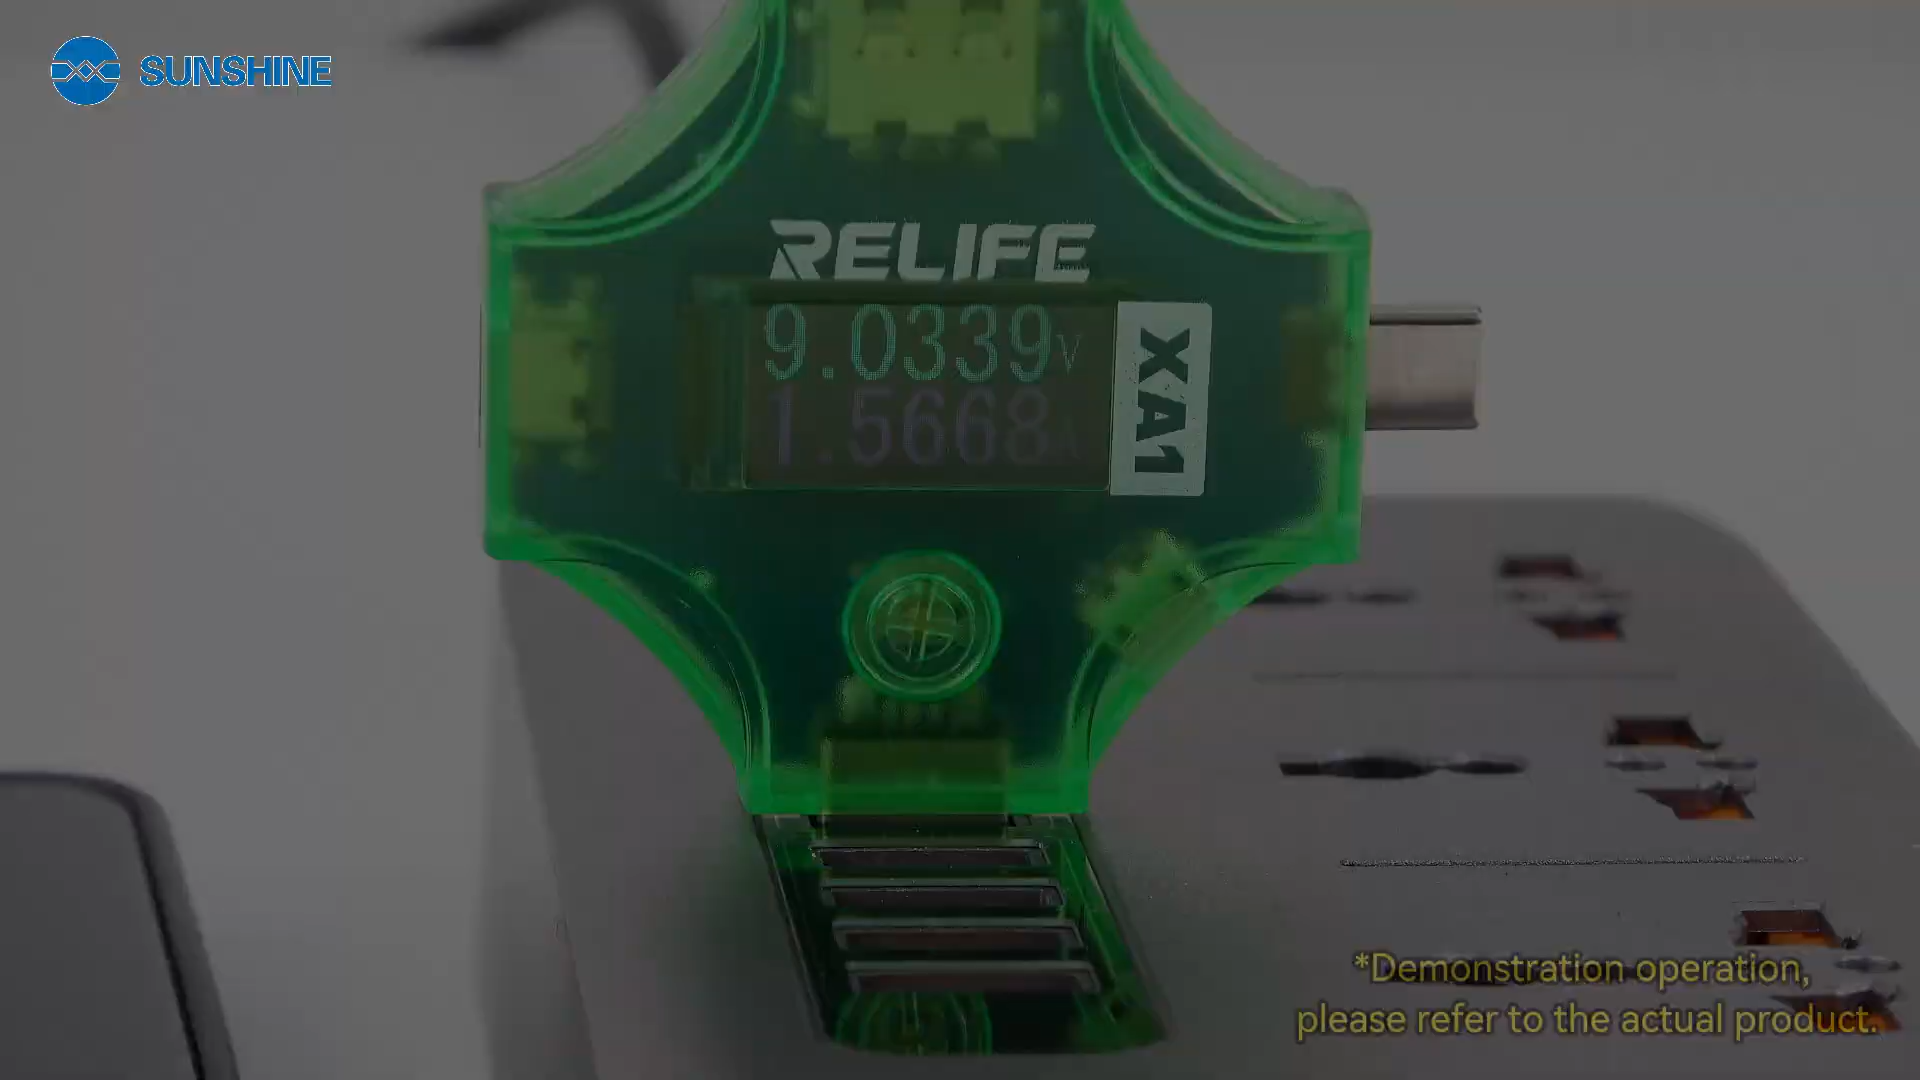 SUNSHINE
RELIFE
9.0339V
1.5668A
XA1
*Demonstration operation,
please refer to the actual product.